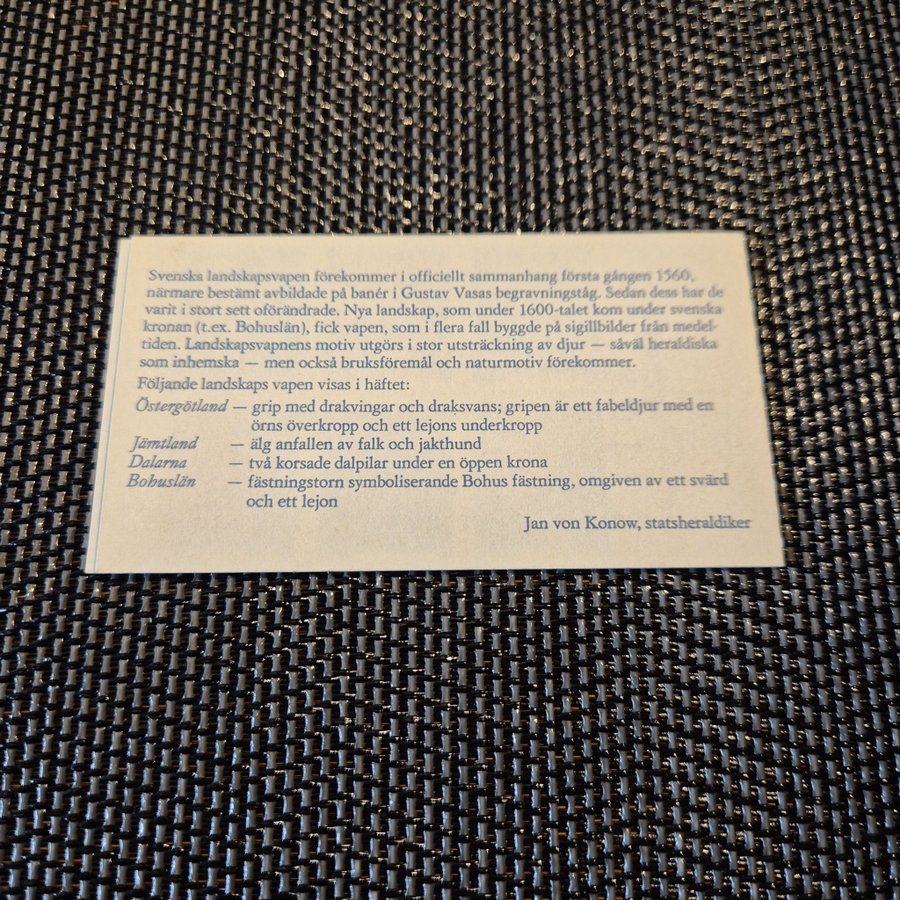 Svenska landskapsvapen förekommer i officiellt sammanhang första gången 1560,
närmare bestämt avbildade på banér i Gustav Vasas begravningståg. Sedan dess har de
varit i stort sett oförändrade. Nya landskap, som under 1600-talet kom under svenska
kronan (t.ex. Bohuslän), fick vapen, som i flera fall byggde på sigillbilder från medel-
tiden. Landskapsvapnens motiv utgörs i stor utsträckning av djur — såväl heraldiska
som inhemska — men också bruksföremål och naturmotiv förekommer.
Följande landskaps vapen visas i häftet:
Östergötland — grip med drakvingar och draksvans; gripen är ett fabeldjur med en
örns överkropp och ett lejons underkropp
Jämtland — älg anfallen av falk och jakthund
Dalarna — två korsade dalpilar under en öppen krona
Bohuslän — fästningstorn symboliserande Bohus fästning, omgiven av ett svärd
och ett lejon
Jan von Konow, statsheraldiker